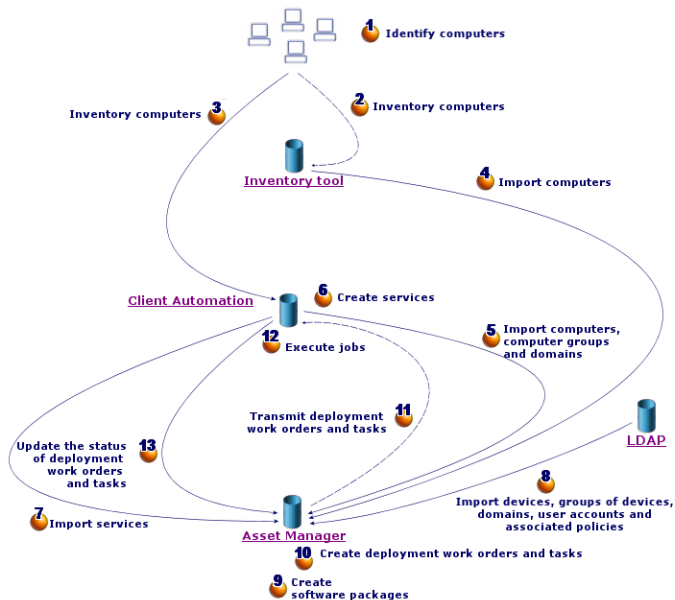 1 Identify computers
2 Inventory computers
3 Inventory computers
Inventory tool
4 Import computers
Client Automation
6 Create services
12 Execute jobs
5 Import computers,
computer groups
and domains
11 Transmit deployment
work orders and tasks
13 Update the status
of deployment
work orders
and tasks
LDAP
8
Import devices, groups of devices,
domains, user accounts and
associated policies
7 Import services
Asset Manager
10 Create deployment work orders and tasks
9 Create
software packages